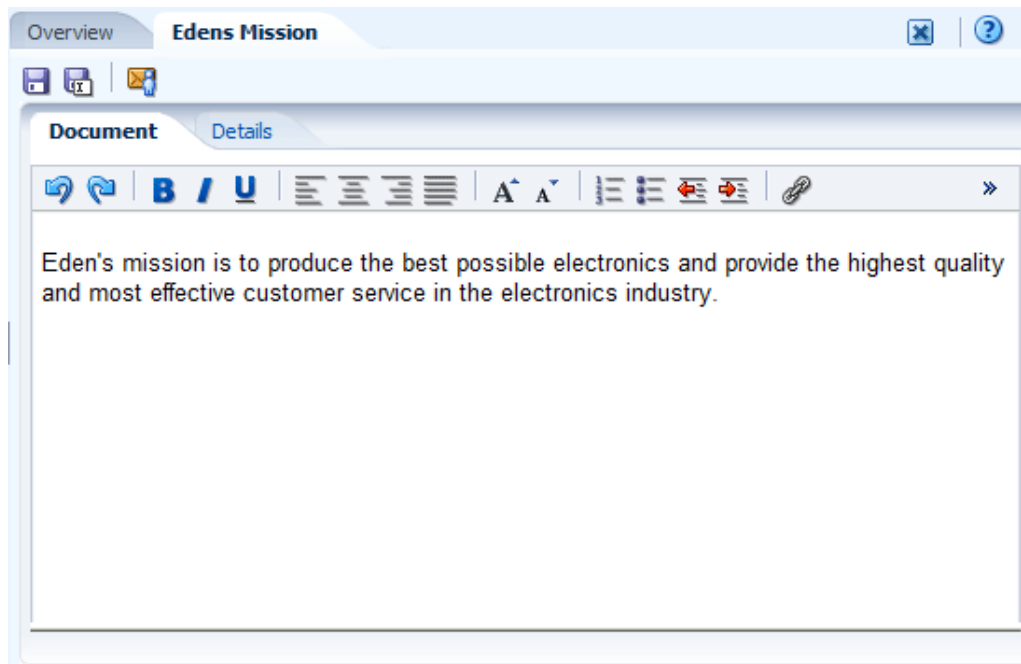 Overview Edens Mission
Document Details
Eden's mission is to produce the best possible electronics and provide the highest quality
and most effective customer service in the electronics industry.